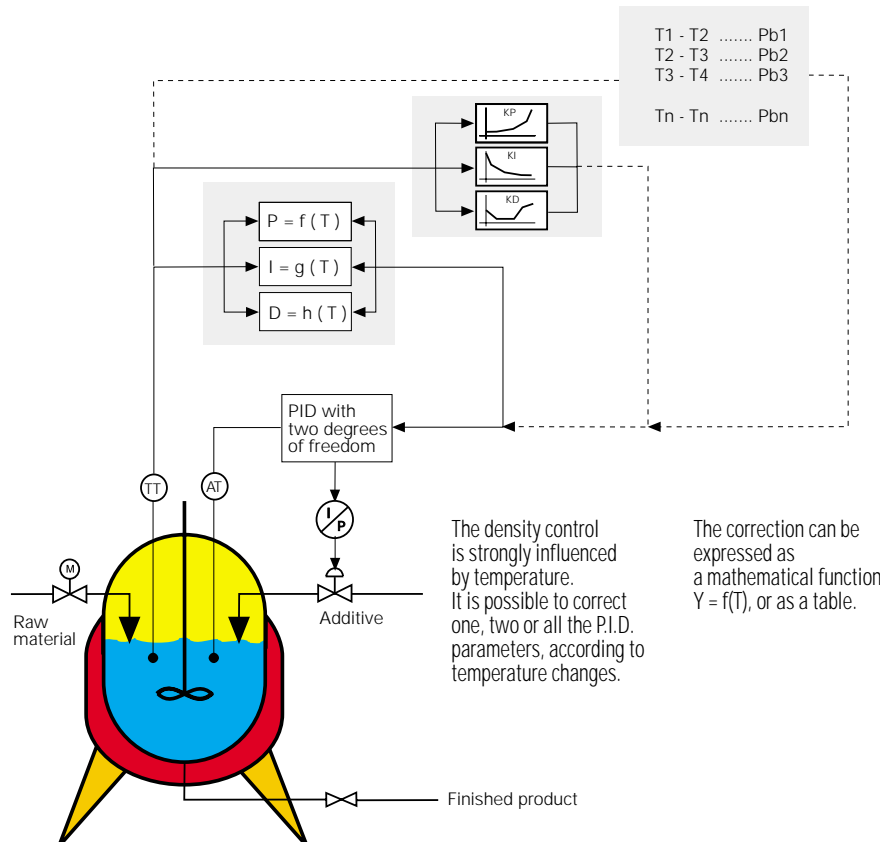 T1 - T2 ....... Pb1
T2 - T3 ....... Pb2
T3 - T4 ....... Pb3
Tn - Tn ....... Pbn
KP
KI
KD
P = f ( T )
I = g ( T )
D = h ( T )
PID with
two degrees
of freedom
TT
AT
I
P
M
Raw
material
Additive
The density control
is strongly influenced
by temperature.
It is possible to correct
one, two or all the P.I.D.
parameters, according to
temperature changes.
The correction can be
expressed as
a mathematical function
Y = f(T), or as a table.
Finished product